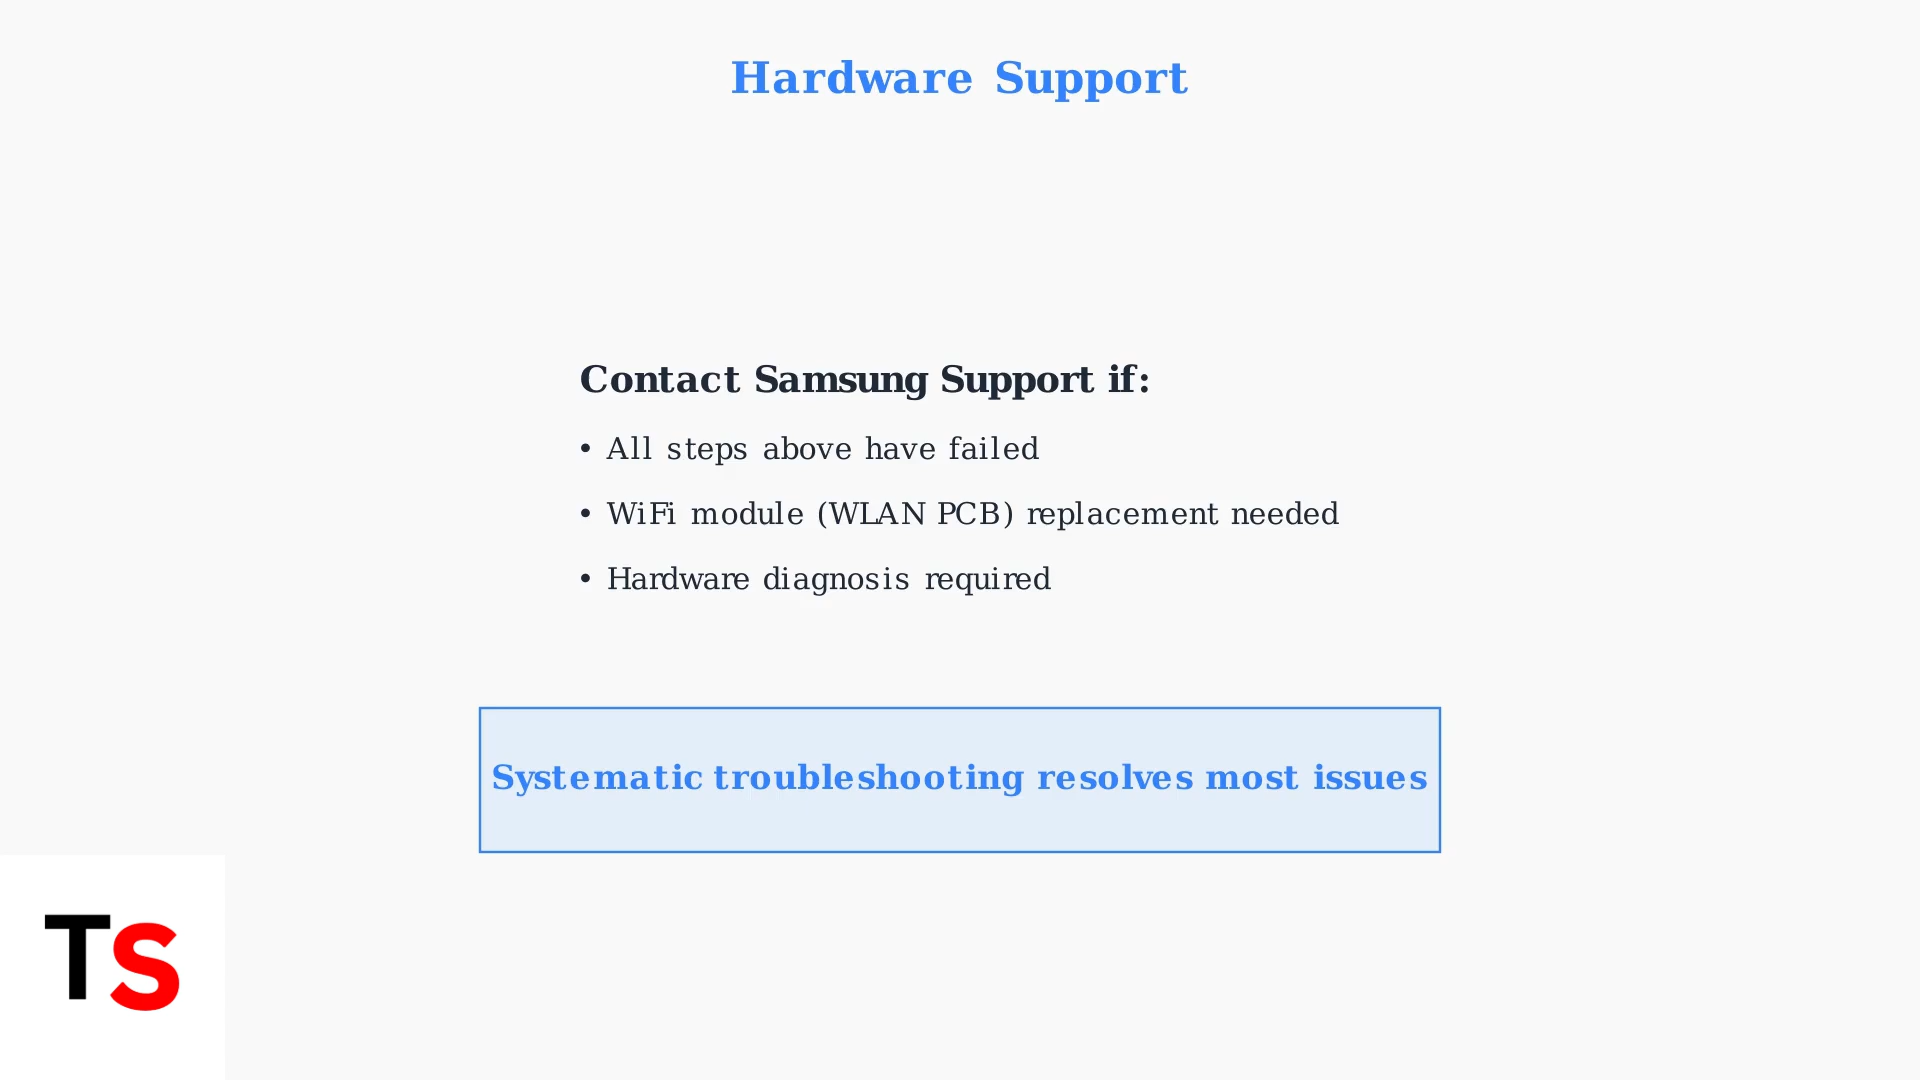 Hardware Support
Contact Samsung Support if:
• All steps above have failed
• WiFi module (WLAN PCB) replacement needed
• Hardware diagnosis required
Systematic troubleshooting resolves most issues
TS